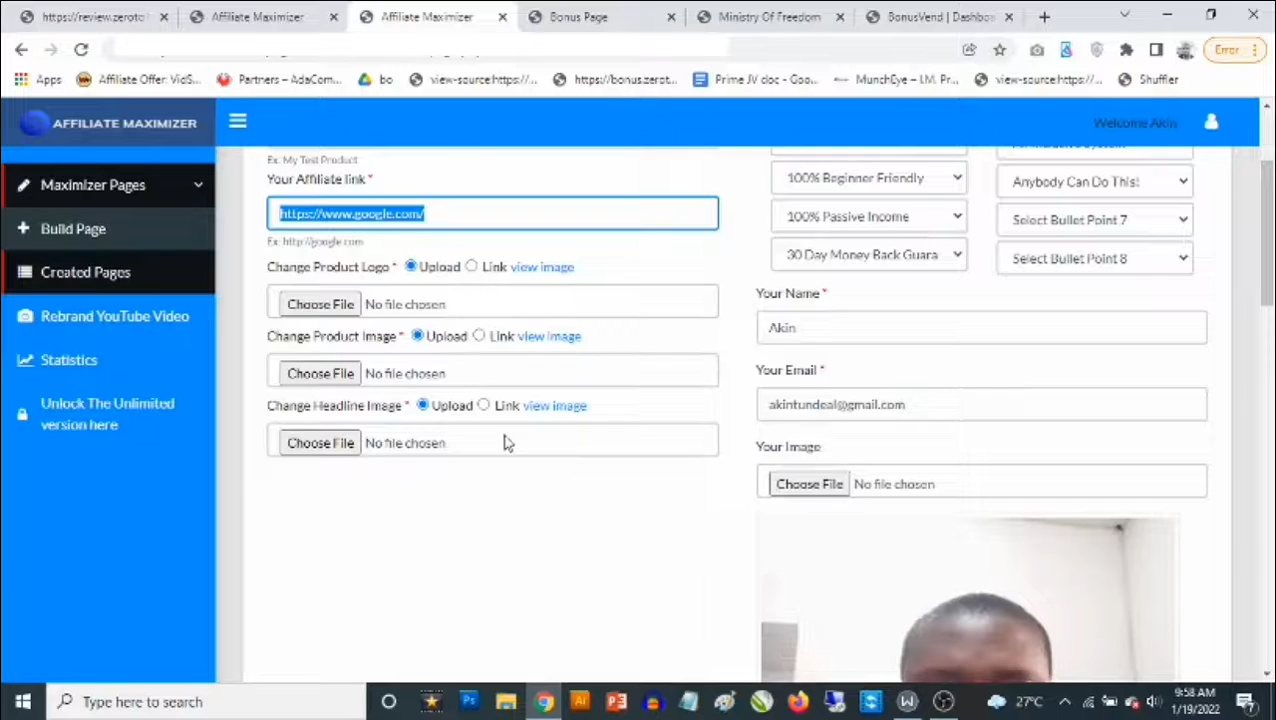 https://review.zeroto
Affiliate Maximizer
Affiliate Maximizer
Bonus Page
Ministry Of Freedom
BonusVend | Dashbo
Error
Apps
Affiliate Offer: VidS...
Partners – AdaCom...
bo
view-source:https://...
https://bonus.zerot...
Prime JV doc - Goo...
MunchEye – I.M. Pr...
view-source:https://...
Shuffler
AFFILIATE MAXIMIZER
Welcome Akin
Maximizer Pages
Build Page
Created Pages
Rebrand YouTube Video
Statistics
Unlock The Unlimited
version here
Ex: My Test Product
Your Affiliate link *
https://www.google.com/
Ex: http://google.com
Change Product Logo * Upload Link view image
Choose File No file chosen
Change Product Image * Upload Link view image
Choose File No file chosen
Change Headline Image * Upload Link view image
Choose File No file chosen
100% Beginner Friendly
Anybody Can Do This!
100% Passive Income
Select Bullet Point 7
30 Day Money Back Guara
Select Bullet Point 8
Your Name *
Akin
Your Email *
akintundeal@gmail.com
Your Image
Choose File No file chosen
Type here to search
27°C
9:58 AM
1/19/2022